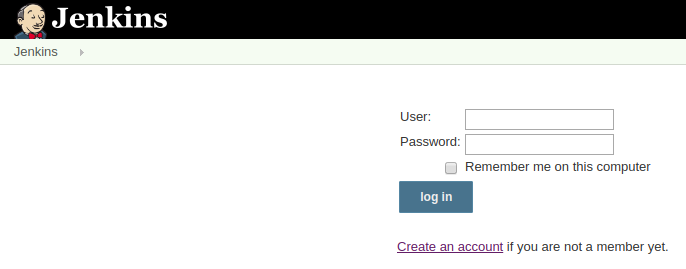 Jenkins
Jenkins
User:
Password:
Remember me on this computer
log in
Create an account if you are not a member yet.